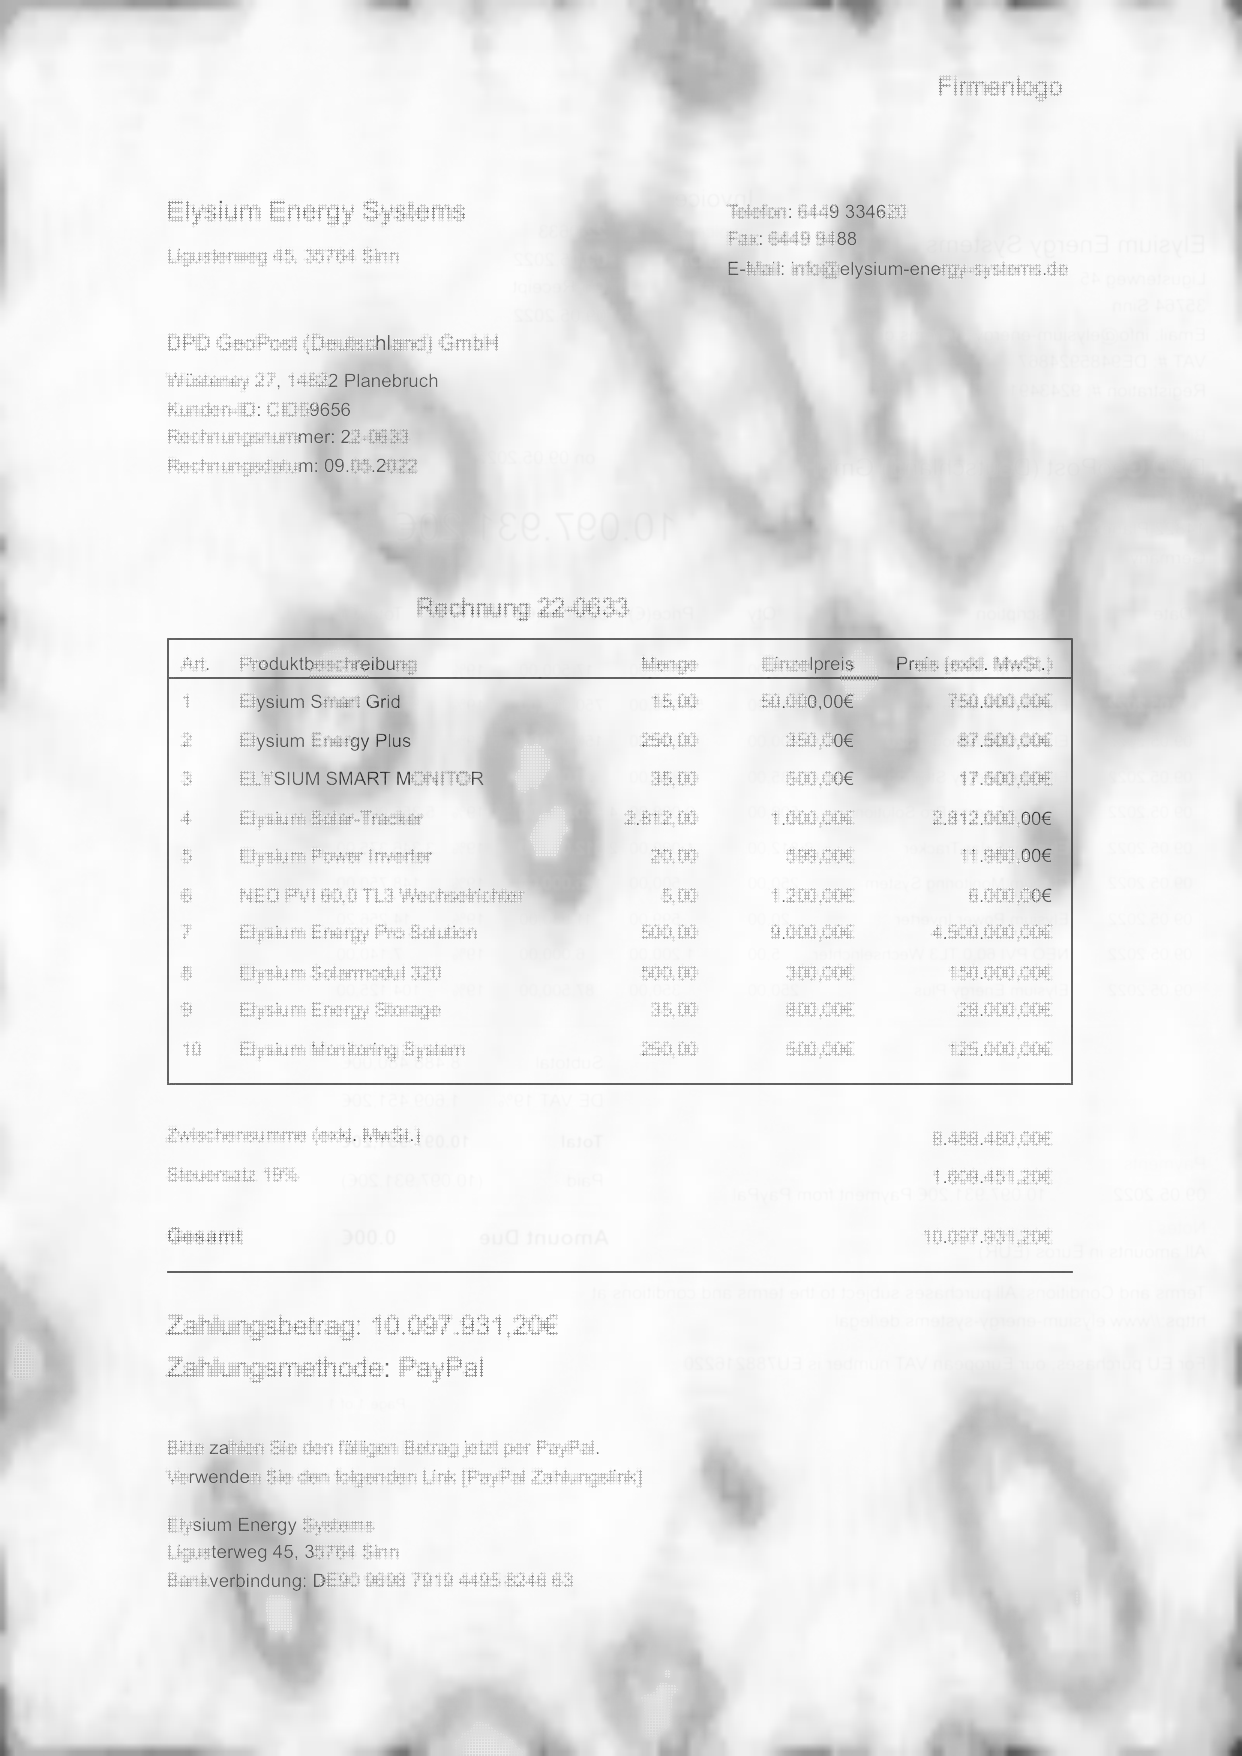 Firmenlogo
Elysium Energy Systems
Ligusterweg 45, 35764 Sinn
Telefon: 6449 334620
Fax: 6449 9488
E-Mail: info@elysium-energy-systems.de
DPD GeoPost (Deutschland) GmbH
Wüsteney 27, 14822 Planebruch
Kunden-ID:
Rechnungsnummer: 22-0633
Rechnungsdatum: 09.05.2022
Rechnung 22-0633
Art. Produktbeschreibung Menge Einzelpreis Preis (exkl. MwSt.)
1 Elysium Smart Grid 15,00 50.000,00€ 750.000,00€
2 Elysium Energy Plus 250,00 350,00€ 87.500,00€
3 ELYSIUM SMART MONITOR 35,00 500,00€ 17.500,00€
4 Elysium Solar-Tracker 2.812,00 1.000,00€ 2.812.000,00€
5 Elysium Power Inverter 20,00 599,00€ 11.980,00€
6 NEO PVI 60.0 TL3 Wechselrichter 5,00 1.200,00€ 6.000,00€
7 Elysium Energy Pro Solution 500,00 9.000,00€ 4.500.000,00€
8 Elysium Solarmodul 320 500,00 300,00€ 150.000,00€
9 Elysium Energy Storage 35,00 800,00€ 28.000,00€
10 Elysium Monitoring System 250,00 500,00€ 125.000,00€
Zwischensumme (exkl. MwSt.) 8.488.480,00€
Steuersatz 19% 1.609.451,20€
Gesamt 10.097.931,20€
Zahlungsbetrag: 10.097.931,20€
Zahlungsmethode: PayPal
Bitte zahlen Sie den fälligen Betrag jetzt per PayPal.
Verwenden Sie den folgenden Link [PayPal Zahlungslink]
Elysium Energy Systems
Ligusterweg 45, 35764 Sinn
Bankverbindung: DE90 7919 4495 8246 63